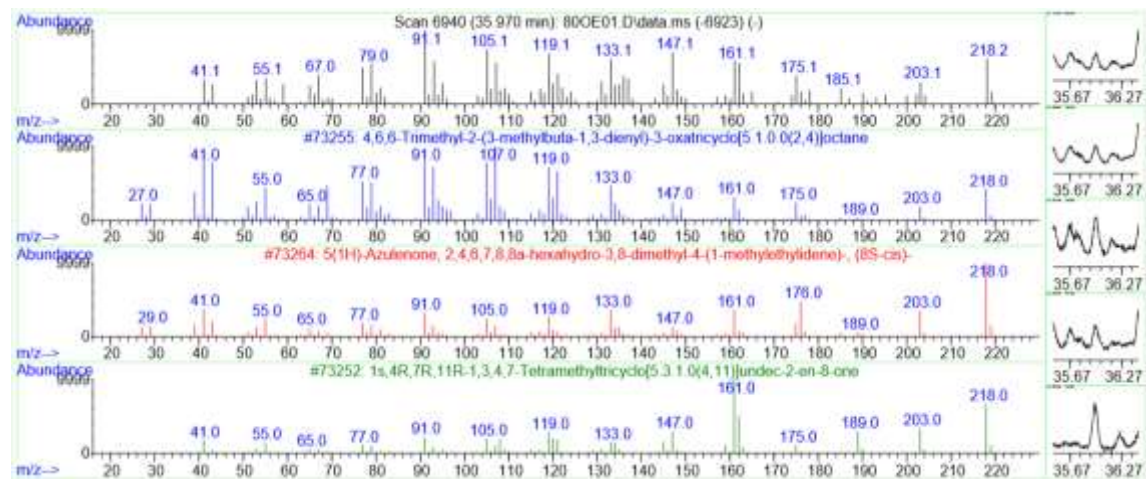 Abundance
Scan 6940 (35.970 min): 80OE01.D\data.ms (-6923) (-)
9999
91.1 105.1 119.1 133.1 147.1 161.1 175.1 185.1 203.1 218.2
41.1 55.1 67.0 79.0
0
m/z--> 20 30 40 50 60 70 80 90 100 110 120 130 140 150 160 170 180 190 200 210 220
35.67 36.27
Abundance
#73255: 4,6,6-Trimethyl-2-(3-methylbuta-1,3-dienyl)-3-oxatricyclo[5.1.0.0(2,4)]octane
9999
27.0 41.0 55.0 65.0 77.0 91.0 107.0 119.0 133.0 147.0 161.0 175.0 189.0 203.0 218.0
0
m/z--> 20 30 40 50 60 70 80 90 100 110 120 130 140 150 160 170 180 190 200 210 220
35.67 36.27
Abundance
#73264: 5(1H)-Azulenone, 2,4,6,7,8,8a-hexahydro-3,8-dimethyl-4-(1-methylethylidene)-, (8S-cis)-
9999
29.0 41.0 55.0 65.0 77.0 91.0 105.0 119.0 133.0 147.0 161.0 176.0 189.0 203.0 218.0
0
m/z--> 20 30 40 50 60 70 80 90 100 110 120 130 140 150 160 170 180 190 200 210 220
35.67 36.27
Abundance
#73252: 1s,4R,7R,11R-1,3,4,7-Tetramethyltricyclo[5.3.1.0(4,11)]undec-2-en-8-one
9999
41.0 55.0 65.0 77.0 91.0 105.0 119.0 133.0 147.0 161.0 175.0 189.0 203.0 218.0
0
m/z--> 20 30 40 50 60 70 80 90 100 110 120 130 140 150 160 170 180 190 200 210 220
35.67 36.27
35.67 36.27